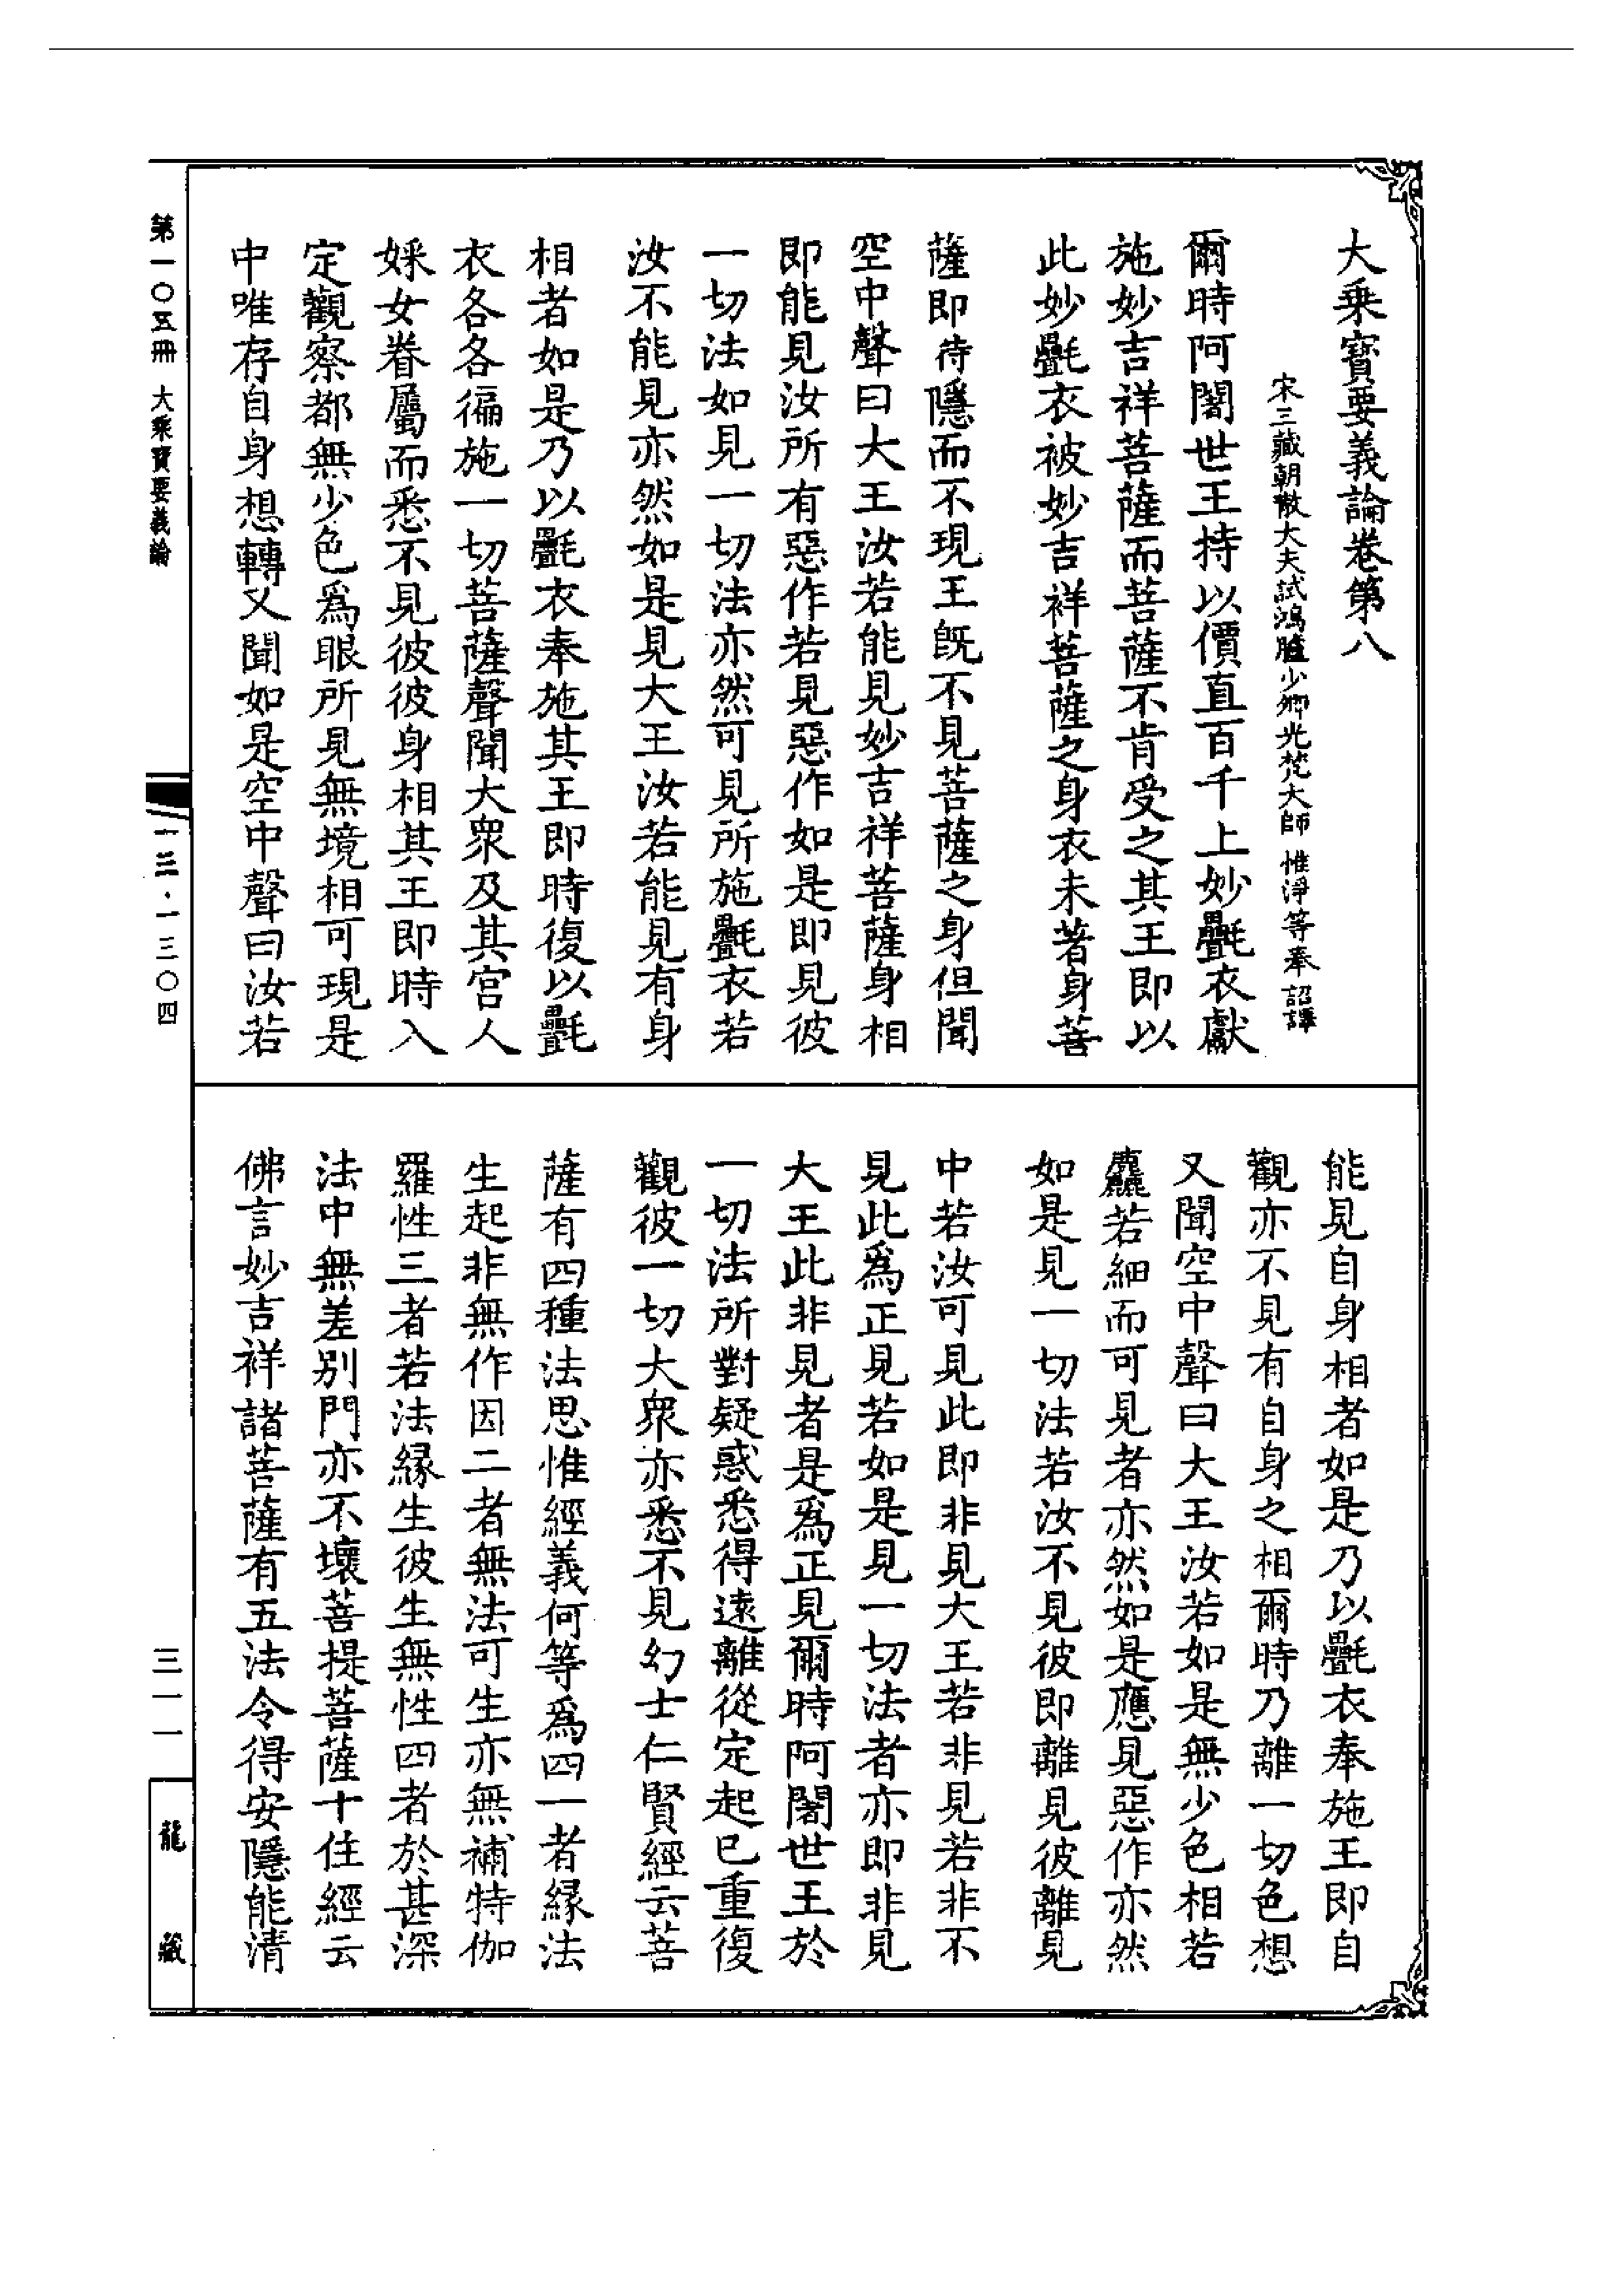 大乘寶要義論卷第八
宋三藏朝散大夫試鴻臚少卿光梵大師 惟淨等奉 詔譯
爾時阿闍世王持以價直百千上妙氎衣獻
施妙吉祥菩薩而菩薩不肯受之其王即以
此妙氎衣被妙吉祥菩薩之身衣未著身菩
薩即待隱而不現王旣不見菩薩之身但聞
空中聲曰大王汝若能見妙吉祥菩薩身相
即能見汝所有惡作若見惡作如是即見彼
一切法如見一切法亦然可見所施氎衣若
汝不能見亦然如是見大王汝若能見有身
相者如是乃以氎衣奉施其王即時復以氎
衣各各徧施一切菩薩聲聞大衆及其宮人
婇女眷屬而悉不見彼彼身相其王即時入
定觀察都無少色爲眼所見無境相可現是
中唯存自身想轉又聞如是空中聲曰汝若
能見自身相者如是乃以氎衣奉施王即自
觀亦不見有自身之相爾時乃離一切色想
又聞空中聲曰大王汝若如是無少色相若
麤若細而可見者亦然如是應見惡作亦然
如是見一切法若汝不見彼即離見彼離見
中若汝可見此即非見大王若非見若非不
見此爲正見若如是見一切法者亦即非見
大王此非見者是爲正見爾時阿闍世王於
一切法所對疑惑悉得遠離從定起已重復
觀彼一切大衆亦悉不見幻士仁賢經云菩
薩有四種法思惟經義何等爲四一者緣法
生起非無作因二者無法可生亦無補特伽
羅性三者若法緣生彼生無性四者於甚深
法中無差別門亦不壞菩提菩薩十住經云
佛言妙吉祥諸菩薩有五法令得安隱能清
第一〇五冊 大乘寶要義論
一三·一三〇四
三一一
龍藏